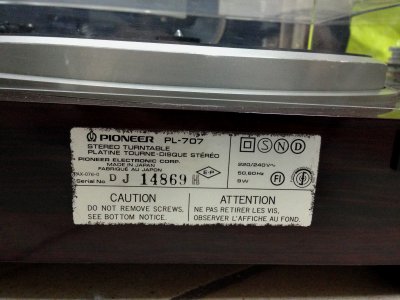 PIONEER PL-707
STEREO TURNTABLE
PLATINE TOURNE-DISQUE STÉRÉO
PIONEER ELECTRONIC CORP.
MADE IN JAPAN
FABRIQUÉ AU JAPON
Serial No. DJ 14869 H
E-P
S N D
220/240V~
50,60Hz
8W
FI
S
CAUTION
DO NOT REMOVE SCREWS,
SEE BOTTOM NOTICE.
ATTENTION
NE PAS RETIRER LES VIS,
OBSERVER L'AFFICHE AU FOND.